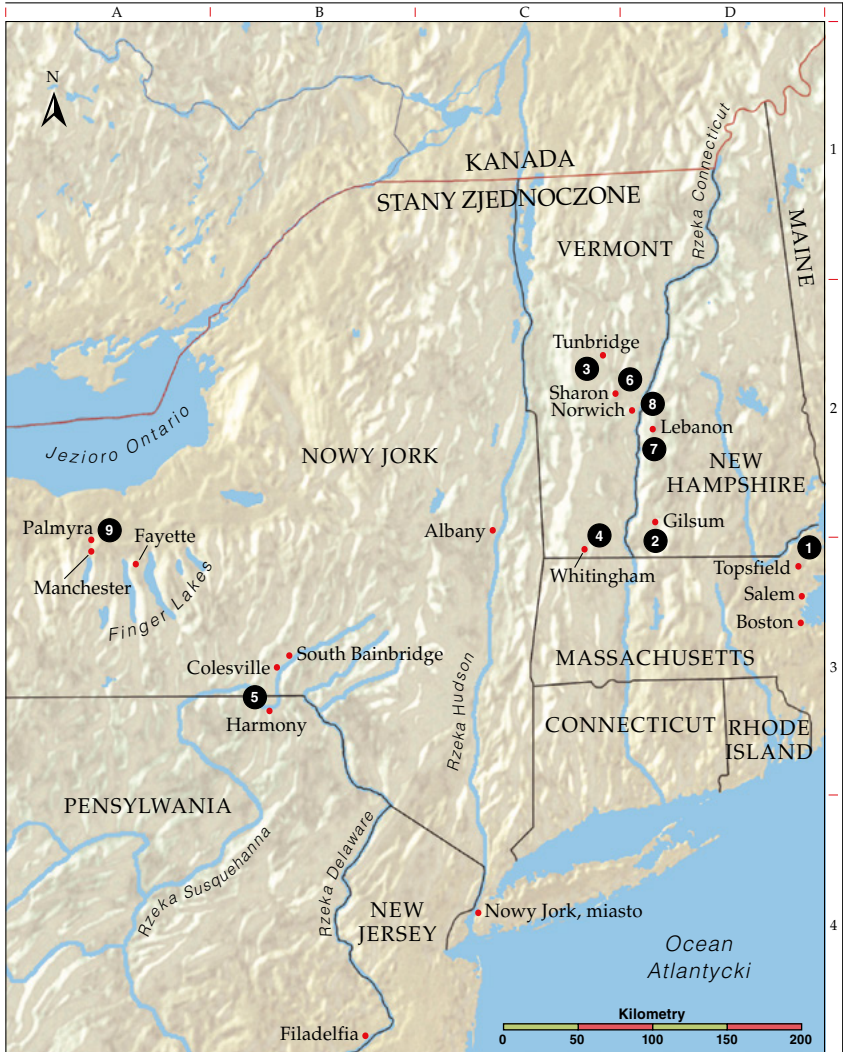 A B C D
N
1
KANADA
STANY ZJEDNOCZONE
Rzeka Connecticut
VERMONT
MAINE
Tunbridge
3
6
Sharon
8
Norwich
2
Lebanon
7
Jezioro Ontario
NOWY JORK
NEW
HAMPSHIRE
Palmyra
9
Fayette
Albany
4
Gilsum
2
1
Manchester
Whitingham
Topsfield
Finger Lakes
Salem
Boston
South Bainbridge
Colesville
MASSACHUSETTS
3
5
Harmony
Rzeka Hudson
CONNECTICUT
RHODE
ISLAND
PENSYLWANIA
Rzeka Susquehanna
Rzeka Delaware
NEW
JERSEY
Nowy Jork, miasto
4
Ocean
Atlantycki
Filadelfia
Kilometry
0 50 100 150 200